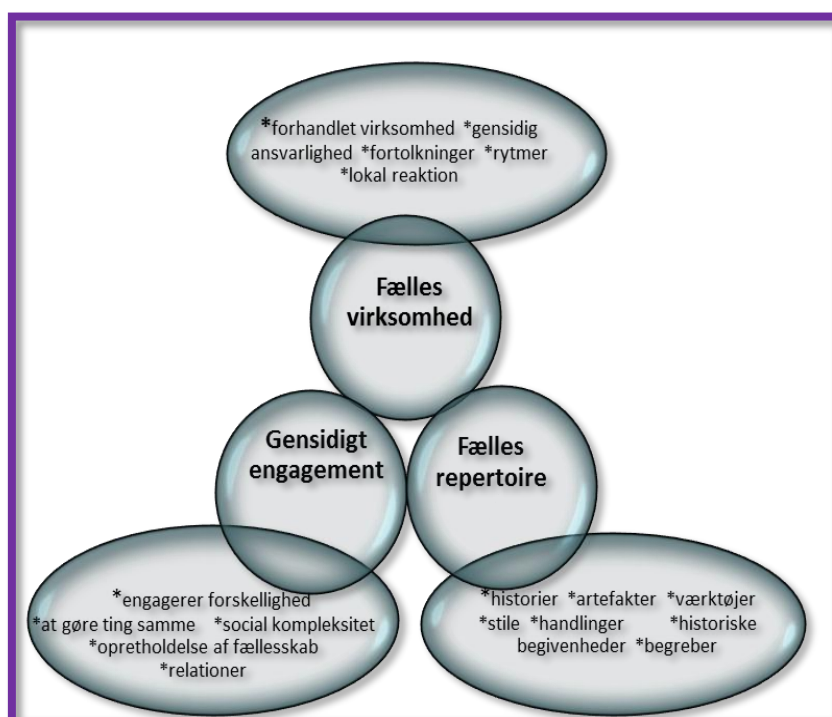 *forhandlet virksomhed *gensidig
ansvarlighed *fortolkninger *rytmer
*lokal reaktion
Fælles
virksomhed
Gensidigt
engagement
Fælles
repertoire
*engagerer forskellighed
*at gøre ting samme *social kompleksitet
*opretholdelse af fællesskab
*relationer
*historier *artefakter *værktøjer
*stile *handlinger *historiske
begivenheder *begreber